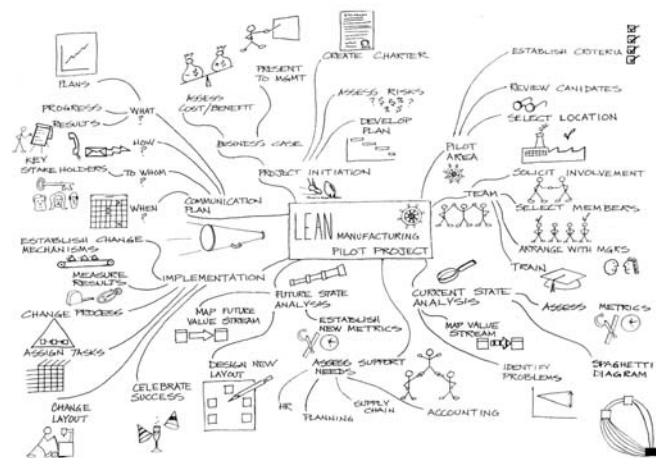 PLANS
PROGRESS
RESULTS
WHAT
?
HOW
?
KEY
STAKEHOLDERS
TO WHOM
?
WHEN
?
COMMUNICATION
PLAN
ASSESS
COST/BENEFIT
PRESENT
TO MGMT
BUSINESS CASE
CREATE CHARTER
ASSESS RISKS
DEVELOP
PLAN
PROJECT INITIATION
ESTABLISH CRITERIA
REVIEW CANIDATES
SELECT LOCATION
PILOT
AREA
SOLICIT INVOLVEMENT
TEAM
SELECT MEMBERS
ARRANGE WITH MGRS
TRAIN
LEAN MANUFACTURING
PILOT PROJECT
ESTABLISH CHANGE
MECHANISMS
MEASURE
RESULTS
IMPLEMENTATION
CHANGE PROCESS
ASSIGN TASKS
CHANGE
LAYOUT
CELEBRATE
SUCCESS
FUTURE STATE
ANALYSIS
MAP FUTURE
VALUE STREAM
ESTABLISH
NEW METRICS
DESIGN NEW
LAYOUT
ASSESS SUPPORT
NEEDS
HR
PLANNING
SUPPLY
CHAIN
ACCOUNTING
CURRENT STATE
ANALYSIS
ASSESS METRICS
MAP VALUE
STREAM
IDENTIFY
PROBLEMS
SPAGHETTI
DIAGRAM